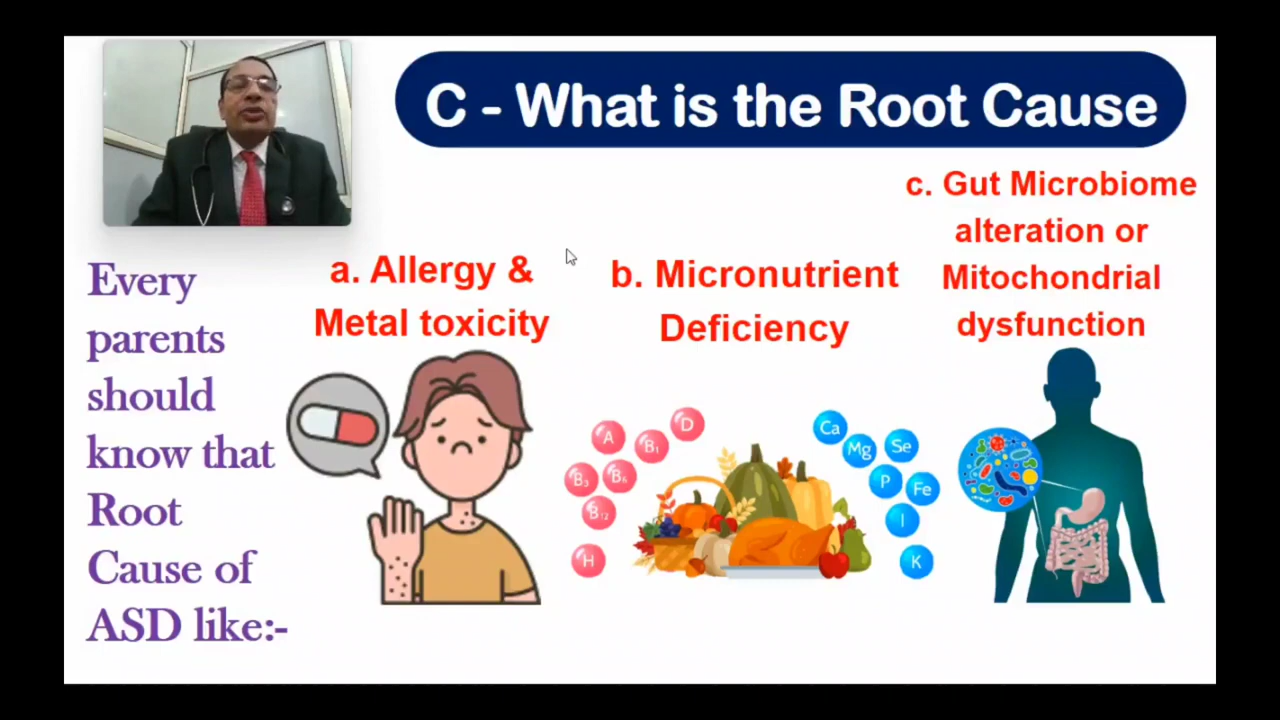 C - What is the Root Cause
Every
parents
should
know that
Root
Cause of
ASD like:-
a. Allergy &
Metal toxicity
b. Micronutrient
Deficiency
c. Gut Microbiome
alteration or
Mitochondrial
dysfunction
A
B1
D
B3
B6
B12
H
Ca
Mg
Se
P
Fe
I
K